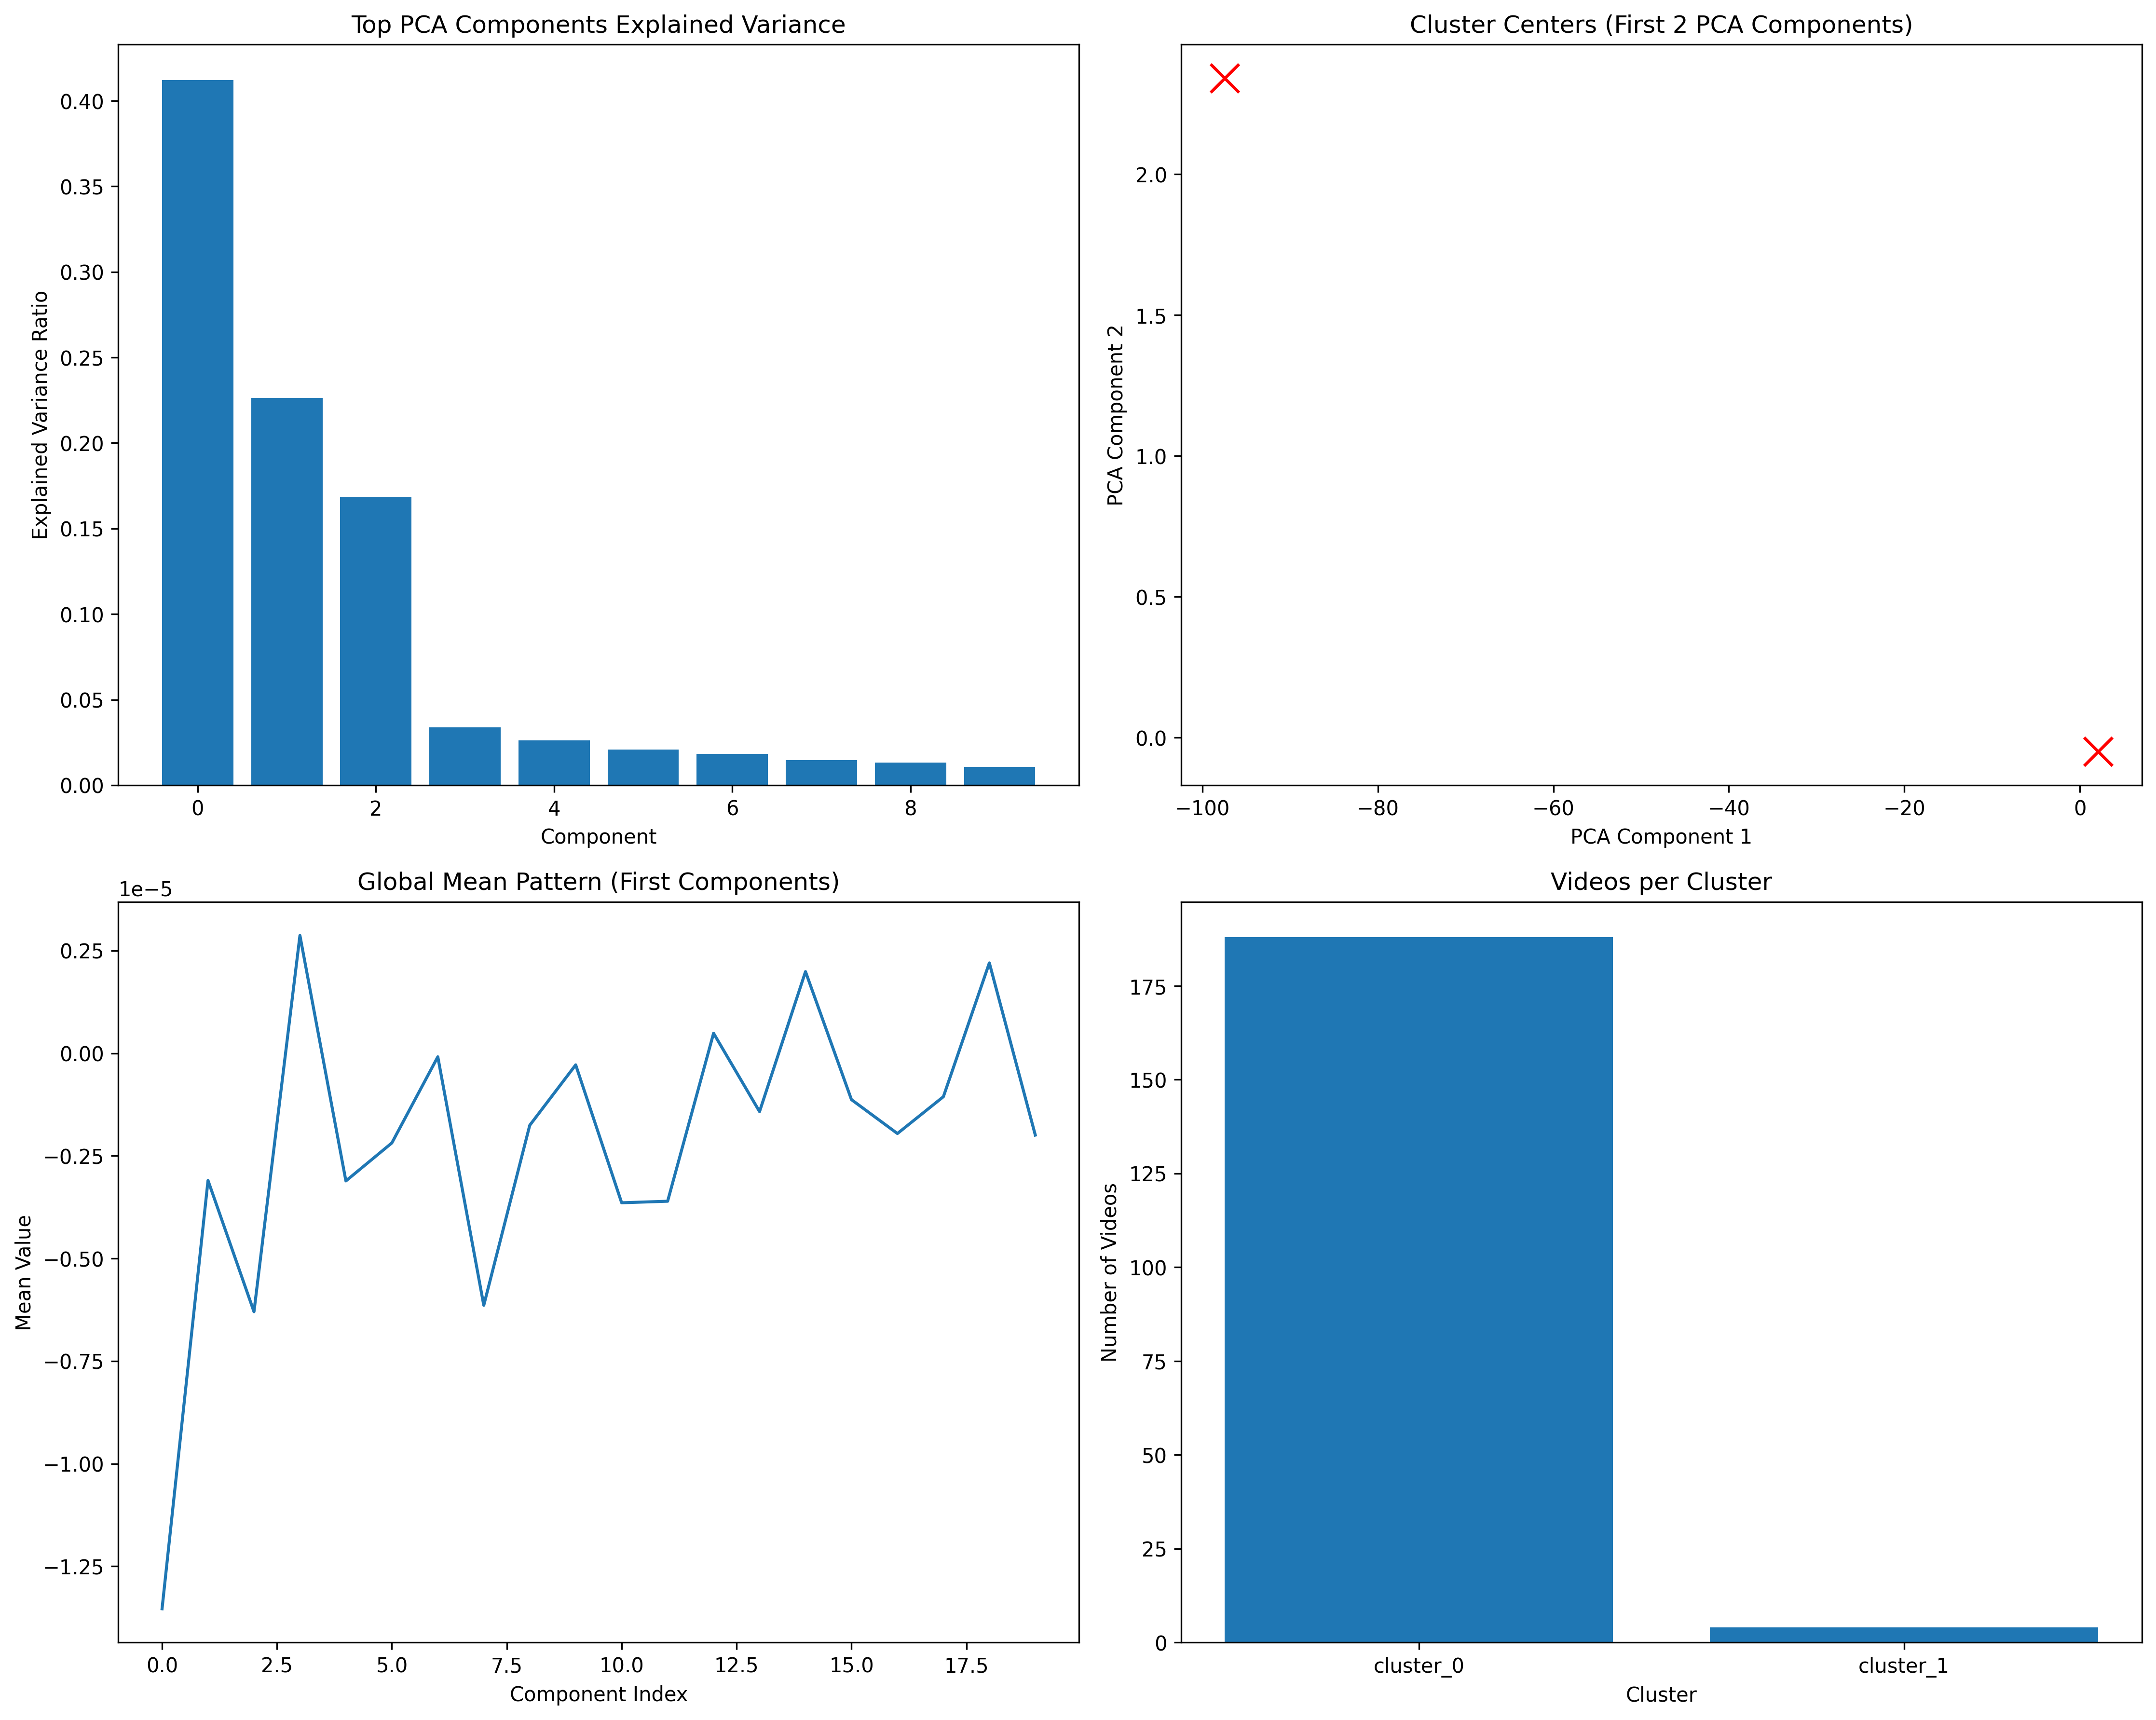 Top PCA Components Explained Variance
0.40
0.35
0.30
0.25
0.20
0.15
0.10
0.05
0.00
Explained Variance Ratio
0 2 4 6 8
Component
Cluster Centers (First 2 PCA Components)
2.0
1.5
1.0
0.5
0.0
PCA Component 2
−100 −80 −60 −40 −20 0
PCA Component 1
Global Mean Pattern (First Components)
1e−5
0.25
0.00
−0.25
−0.50
−0.75
−1.00
−1.25
Mean Value
0.0 2.5 5.0 7.5 10.0 12.5 15.0 17.5
Component Index
Videos per Cluster
175
150
125
100
75
50
25
0
Number of Videos
cluster_0 cluster_1
Cluster